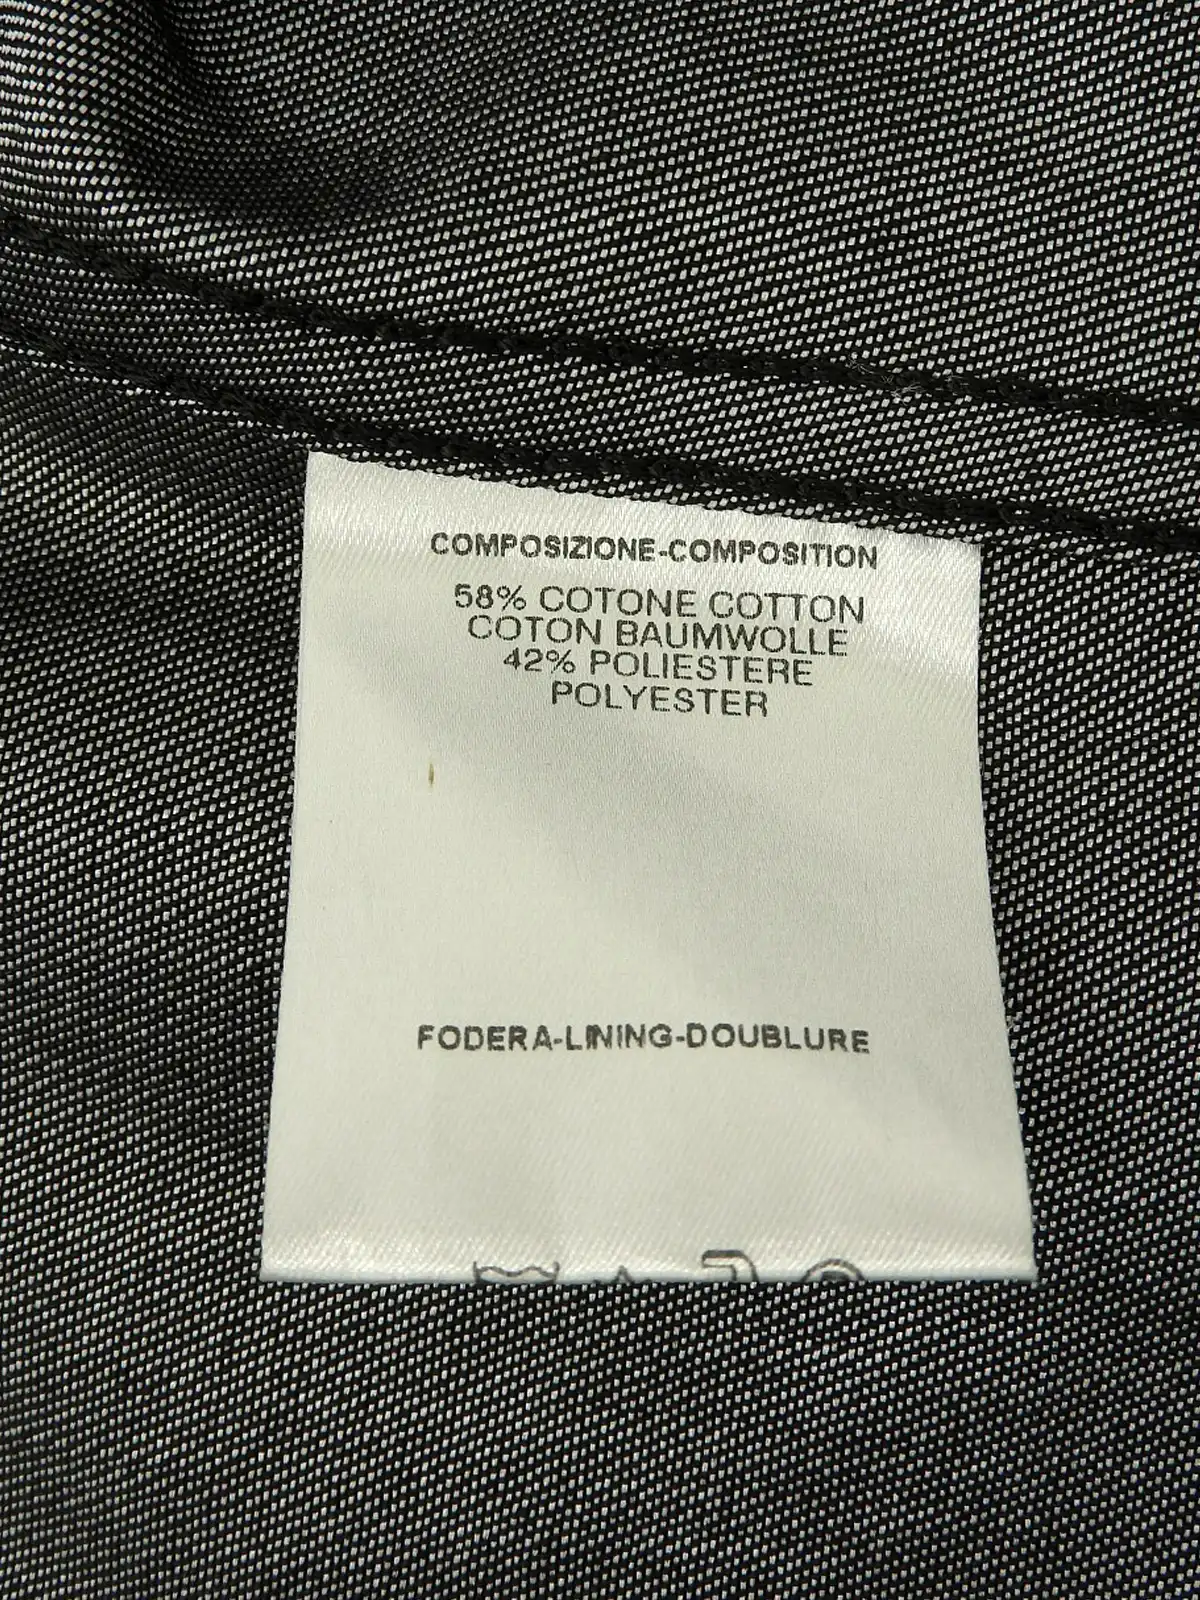 COMPOSIZIONE-COMPOSITION
58% COTONE COTTON
COTON BAUMWOLLE
42% POLIESTERE
POLYESTER
FODERA-LINING-DOUBLURE